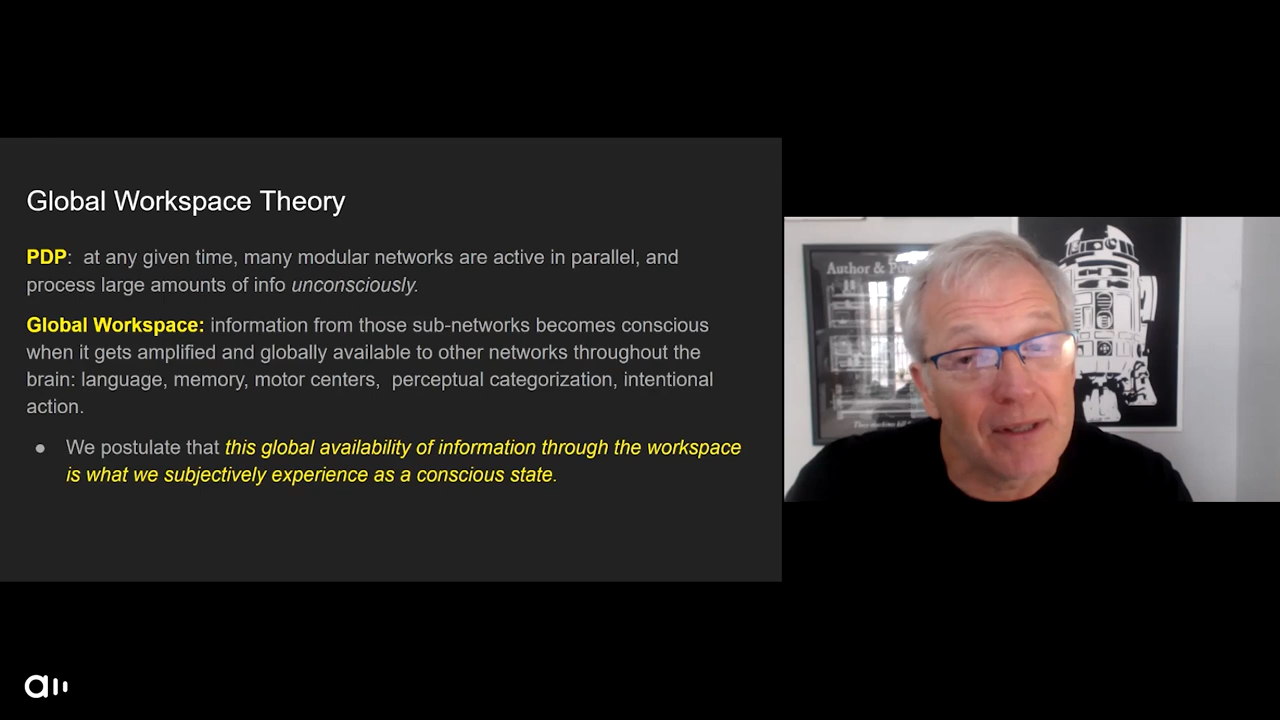 Global Workspace Theory
PDP:  at any given time, many modular networks are active in parallel, and
process large amounts of info unconsciously.
Global Workspace: information from those sub-networks becomes conscious
when it gets amplified and globally available to other networks throughout the
brain: language, memory, motor centers,  perceptual categorization, intentional
action.
● We postulate that this global availability of information through the workspace
is what we subjectively experience as a conscious state.
Author &